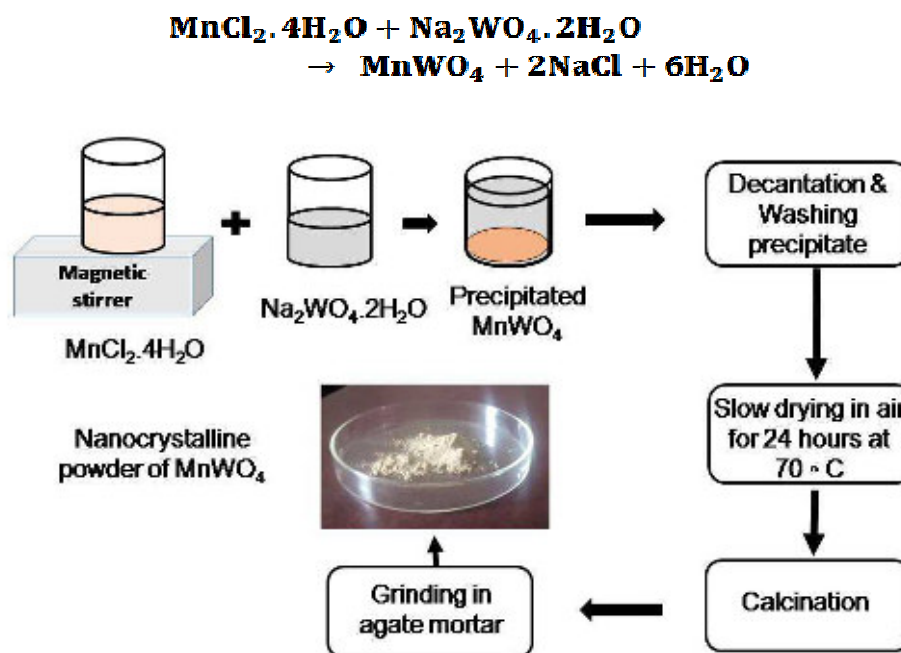 MnCl₂.4H₂O + Na₂WO₄.2H₂O
→ MnWO₄ + 2NaCl + 6H₂O
Magnetic
stirrer
MnCl₂.4H₂O
Na₂WO₄.2H₂O
Precipitated
MnWO₄
Decantation &
Washing
precipitate
Slow drying in air
for 24 hours at
70 ∘ C
Calcination
Grinding in
agate mortar
Nanocrystalline
powder of MnWO₄